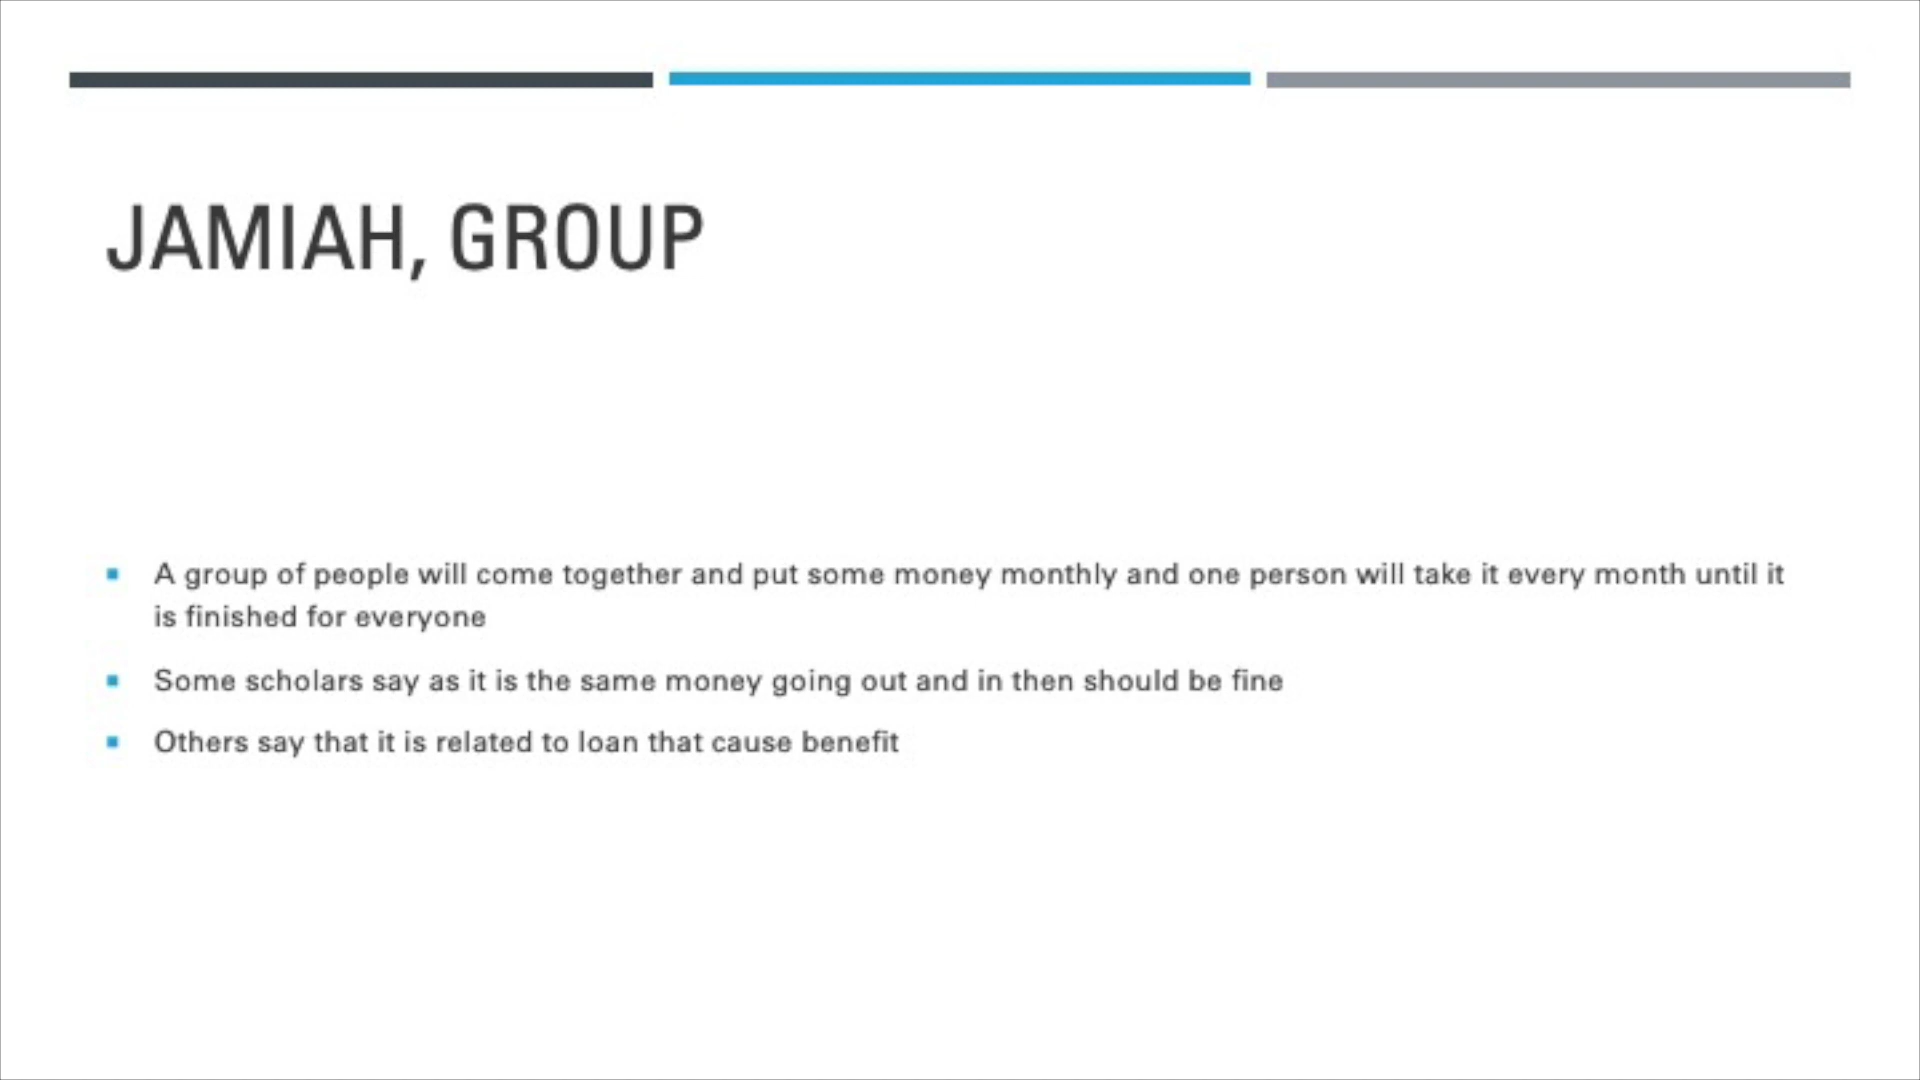 JAMIAH, GROUP
A group of people will come together and put some money monthly and one person will take it every month until it
is finished for everyone
Some scholars say as it is the same money going out and in then should be fine
Others say that it is related to loan that cause benefit